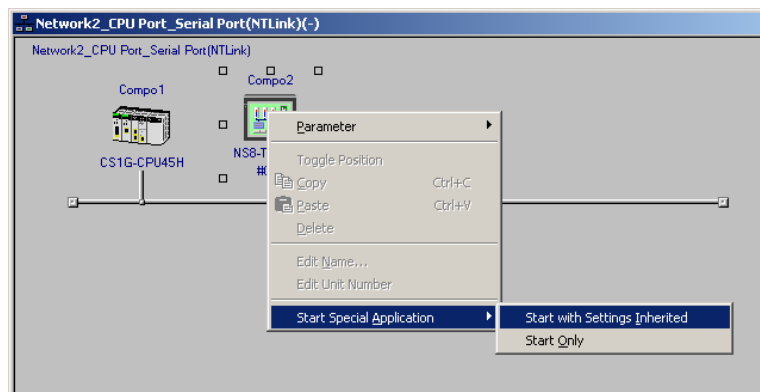 Network2_CPU Port_Serial Port(NTLink)(-)
Network2_CPU Port_Serial Port(NTLink)
Compo1
Compo2
CS1G-CPU45H
NS8-T
Parameter
Toggle Position
Copy Ctrl+C
Paste Ctrl+V
Delete
Edit Name...
Edit Unit Number
Start Special Application
Start with Settings Inherited
Start Only